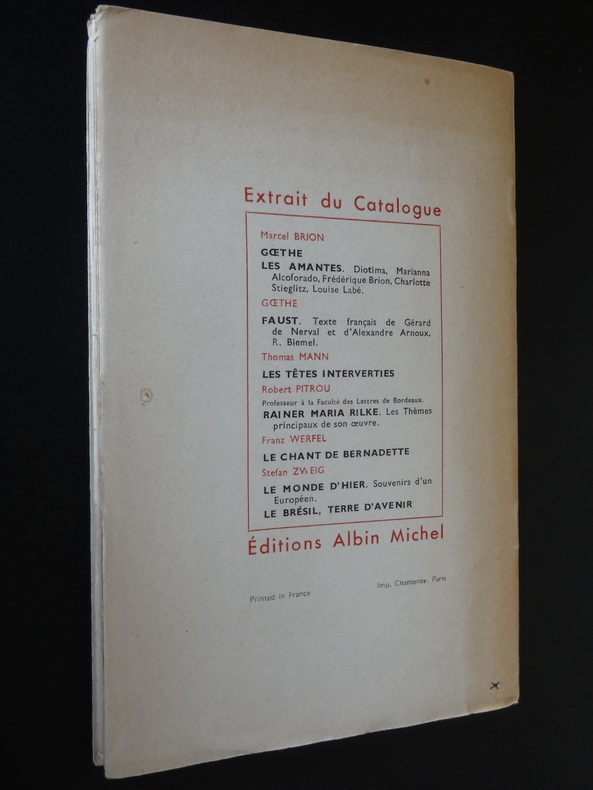 Extrait du Catalogue
Marcel BRION
GŒTHE
LES AMANTES. Diotima, Marianna
Alcoforado, Frédérique Brion, Charlotte
Stieglitz, Louise Labé.
GŒTHE
FAUST. Texte français de Gérard
de Nerval et d'Alexandre Arnoux,
R. Biemel.
Thomas MANN
LES TÊTES INTERVERTIES
Robert PITROU
Professeur à la Faculté des Lettres de Bordeaux.
RAINER MARIA RILKE. Les Thèmes
principaux de son œuvre.
Franz WERFEL
LE CHANT DE BERNADETTE
Stefan ZWEIG
LE MONDE D'HIER. Souvenirs d'un
Européen.
LE BRÉSIL, TERRE D'AVENIR
Éditions Albin Michel
Printed in France
Imp. Chantenay. Paris